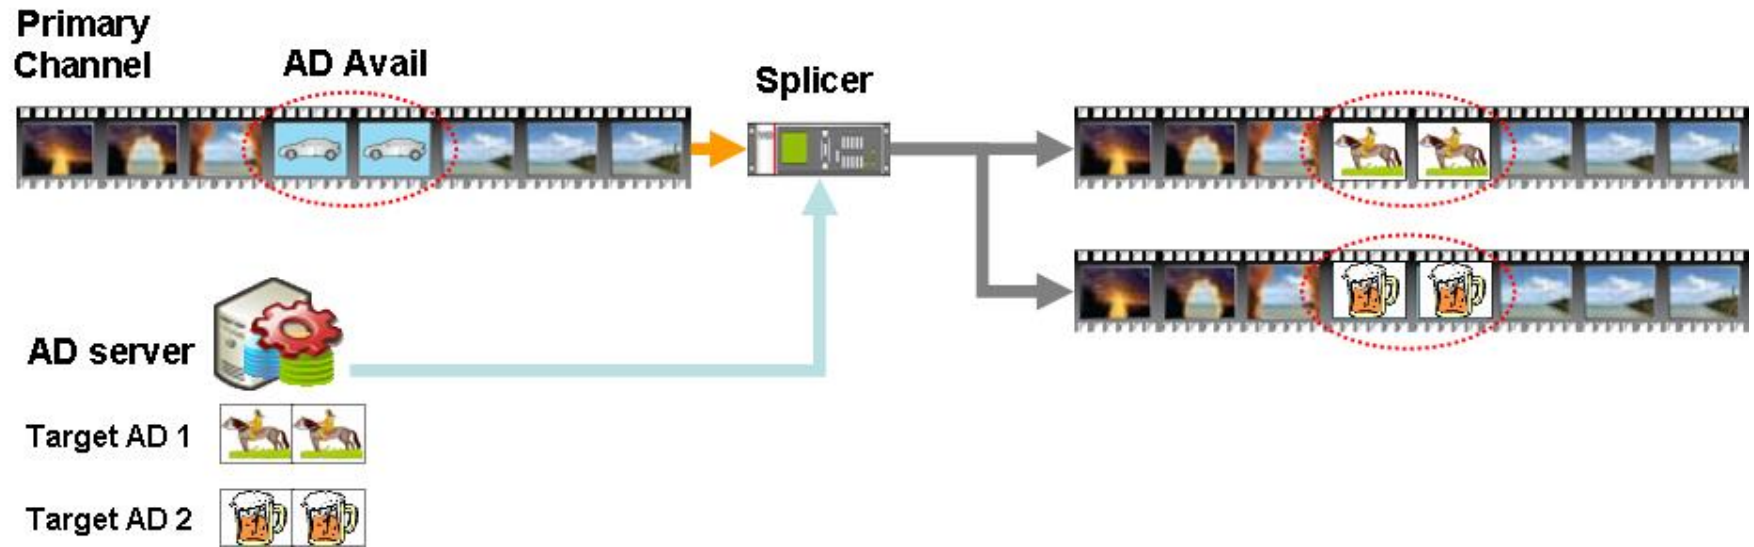 Primary
Channel
AD Avail
Splicer
AD server
Target AD 1
Target AD 2